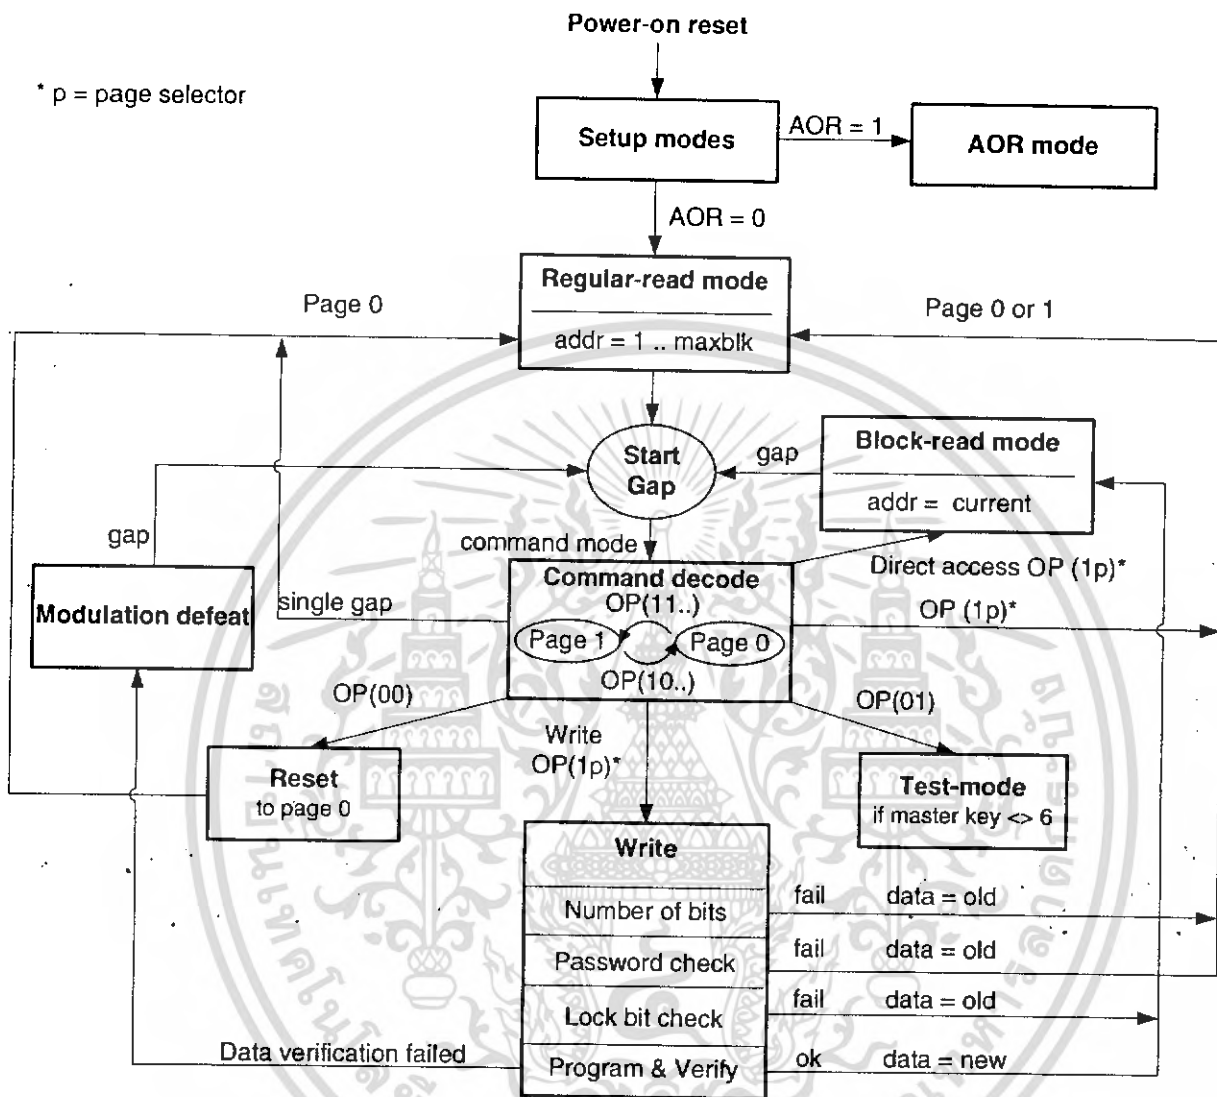 Power-on reset
* p = page selector
Setup modes
AOR = 1
AOR mode
AOR = 0
Regular-read mode
addr = 1 .. maxblk
Page 0
Page 0 or 1
Start
Gap
gap
Block-read mode
addr = current
gap
command mode
Direct access OP (1p)*
Modulation defeat
single gap
Command decode
OP(11..)
Page 1
Page 0
OP(10..)
OP (1p)*
OP(00)
OP(01)
Write
OP(1p)*
Reset
to page 0
Test-mode
if master key <> 6
Write
Number of bits
fail data = old
Password check
fail data = old
Lock bit check
fail data = old
Data verification failed
Program & Verify
ok data = new